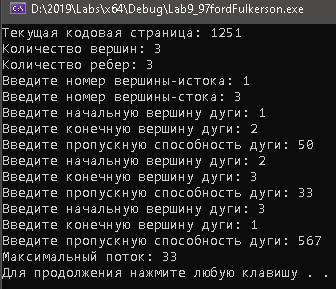 D:\2019\Labs\x64\Debug\Lab9_97fordFulkerson.exe
Текущая кодовая страница: 1251
Количество вершин: 3
Количество ребер: 3
Введите номер вершины-истока: 1
Введите номер вершины-стока: 3
Введите начальную вершину дуги: 1
Введите конечную вершину дуги: 2
Введите пропускную способность дуги: 50
Введите начальную вершину дуги: 2
Введите конечную вершину дуги: 3
Введите пропускную способность дуги: 33
Введите начальную вершину дуги: 3
Введите конечную вершину дуги: 1
Введите пропускную способность дуги: 567
Максимальный поток: 33
Для продолжения нажмите любую клавишу . .